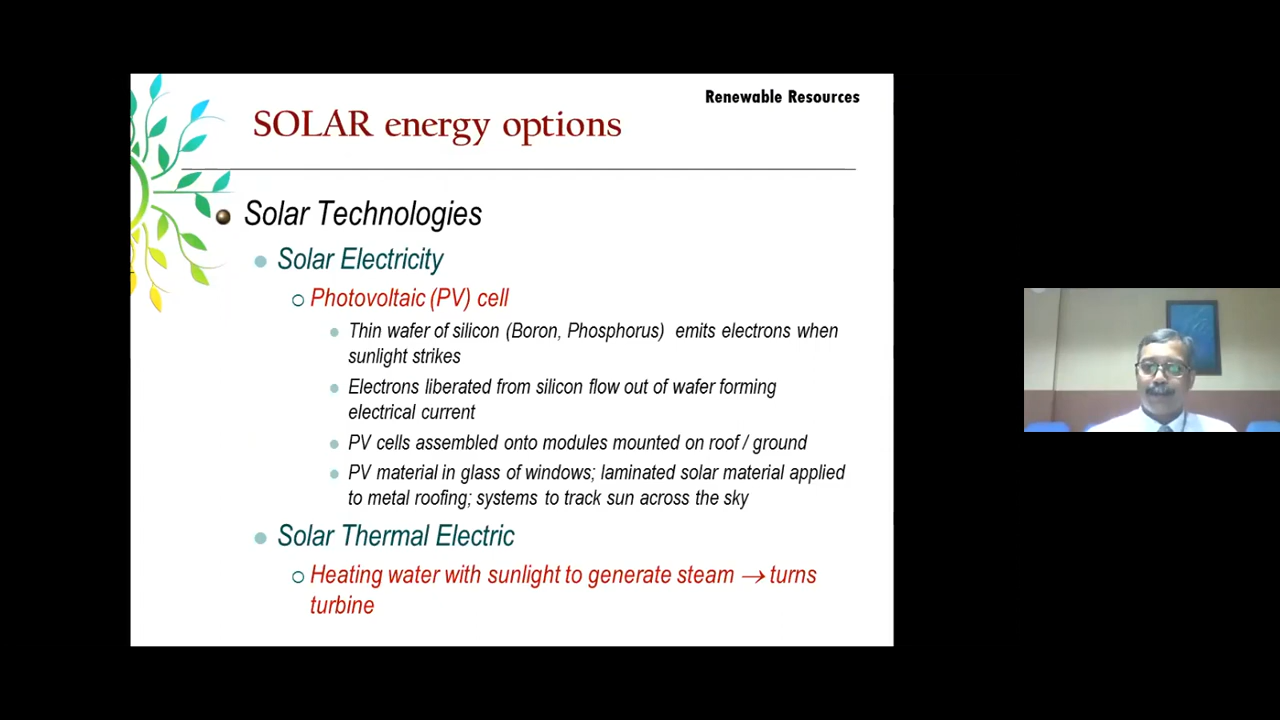 Renewable Resources
SOLAR energy options
Solar Technologies
Solar Electricity
Photovoltaic (PV) cell
Thin wafer of silicon (Boron, Phosphorus) emits electrons when
sunlight strikes
Electrons liberated from silicon flow out of wafer forming
electrical current
PV cells assembled onto modules mounted on roof / ground
PV material in glass of windows; laminated solar material applied
to metal roofing; systems to track sun across the sky
Solar Thermal Electric
Heating water with sunlight to generate steam → turns
turbine